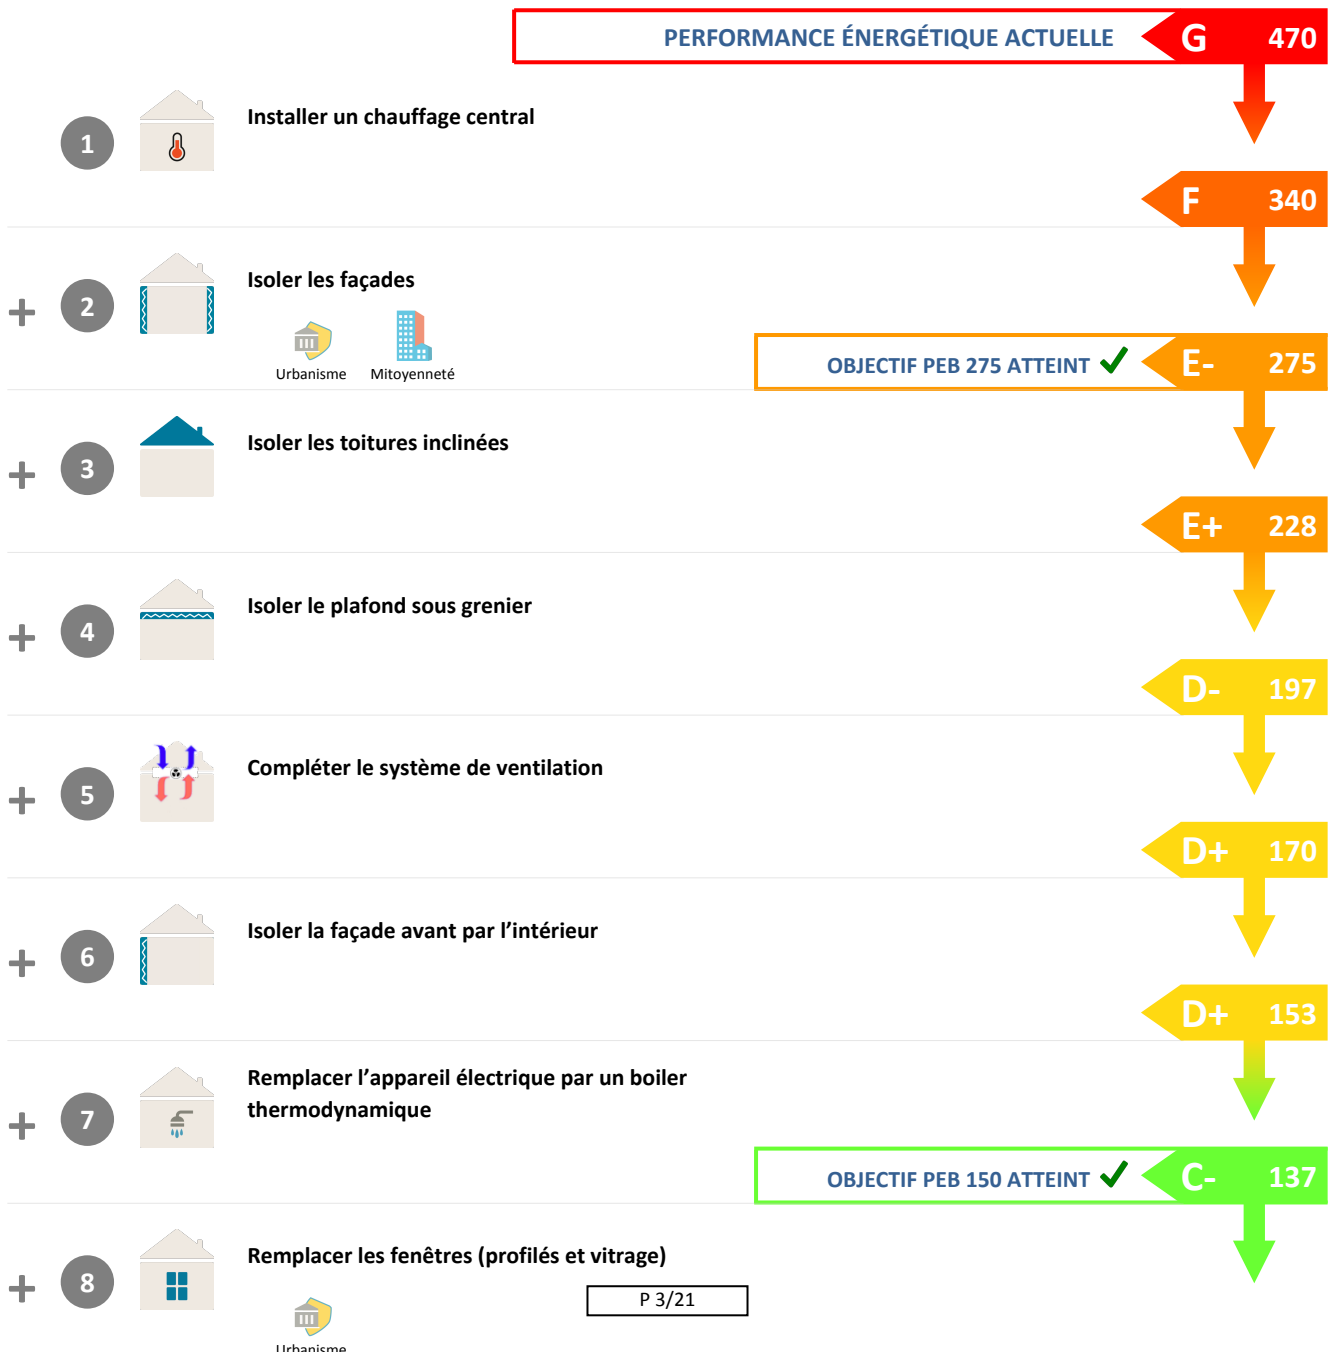 PERFORMANCE ÉNERGÉTIQUE ACTUELLE G 470
1 Installer un chauffage central
F 340
+ 2 Isoler les façades
Urbanisme Mitoyenneté
OBJECTIF PEB 275 ATTEINT E- 275
+ 3 Isoler les toitures inclinées
E+ 228
+ 4 Isoler le plafond sous grenier
D- 197
+ 5 Compléter le système de ventilation
D+ 170
+ 6 Isoler la façade avant par l’intérieur
D+ 153
+ 7 Remplacer l’appareil électrique par un boiler
thermodynamique
OBJECTIF PEB 150 ATTEINT C- 137
+ 8 Remplacer les fenêtres (profilés et vitrage)
P 3/21
Urbanisme